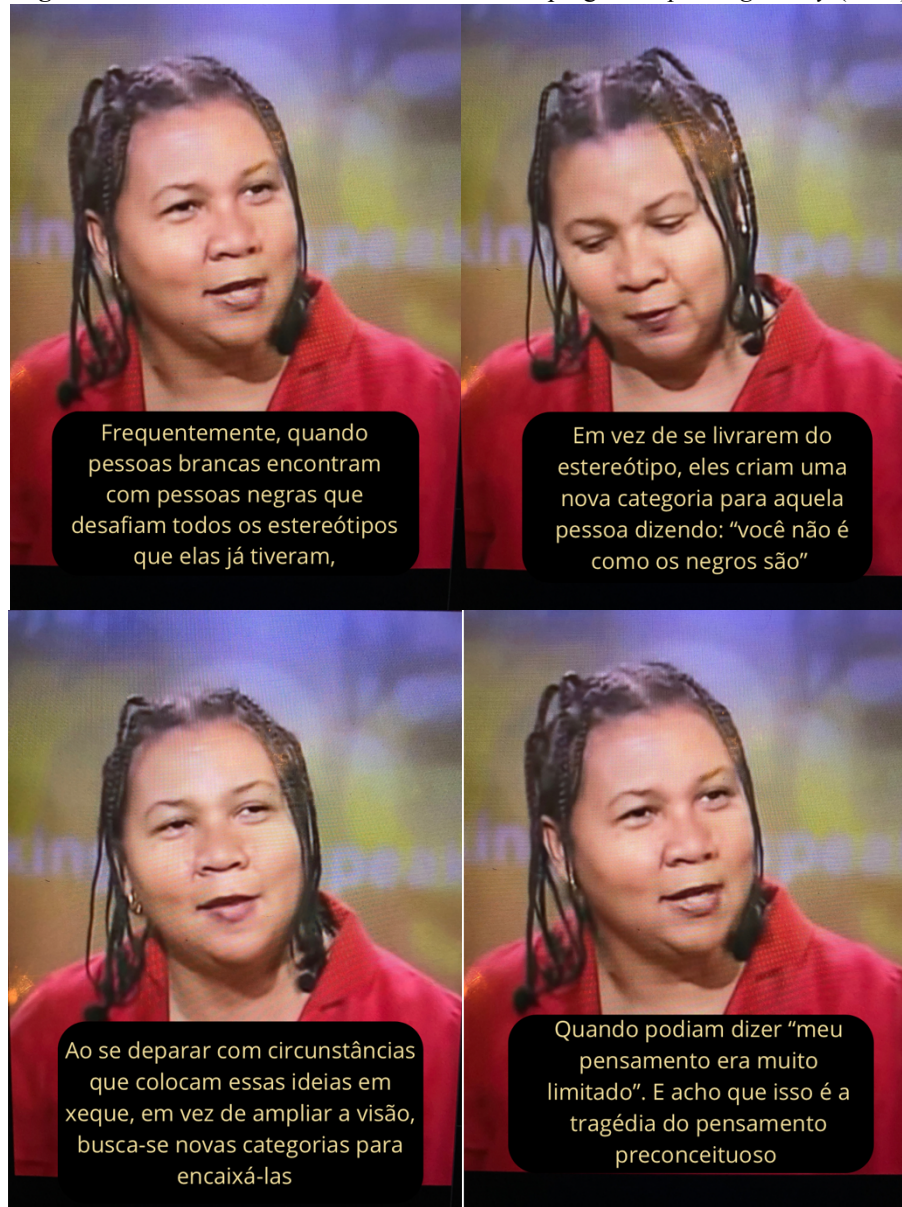 Frequentemente, quando
pessoas brancas encontram
com pessoas negras que
desafiam todos os estereótipos
que elas já tiveram,
Em vez de se livrarem do
estereótipo, eles criam uma
nova categoria para aquela
pessoa dizendo: “você não é
como os negros são”
Ao se deparar com circunstâncias
que colocam essas ideias em
xeque, em vez de ampliar a visão,
busca-se novas categorias para
encaixá-las
Quando podiam dizer “meu
pensamento era muito
limitado”. E acho que isso é a
tragédia do pensamento
preconceituoso